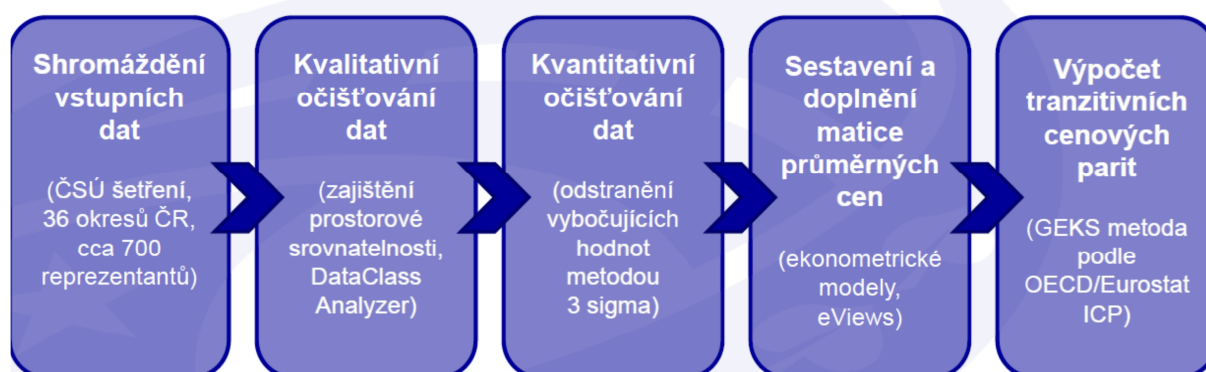 Shromáždění
vstupních
dat
(ČSÚ šetření,
36 okresů ČR,
cca 700
reprezentantů)
Kvalitativní
očišťování
dat
(zajištění
prostorové
srovnatelnosti,
DataClass
Analyzer)
Kvantitativní
očišťování
dat
(odstranění
vybočujících
hodnot
metodou
3 sigma)
Sestavení a
doplnění
matice
průměrných
cen
(ekonometrické
modely,
eViews)
Výpočet
tranzitivních
cenových
parit
(GEKS metoda
podle
OECD/Eurostat
ICP)